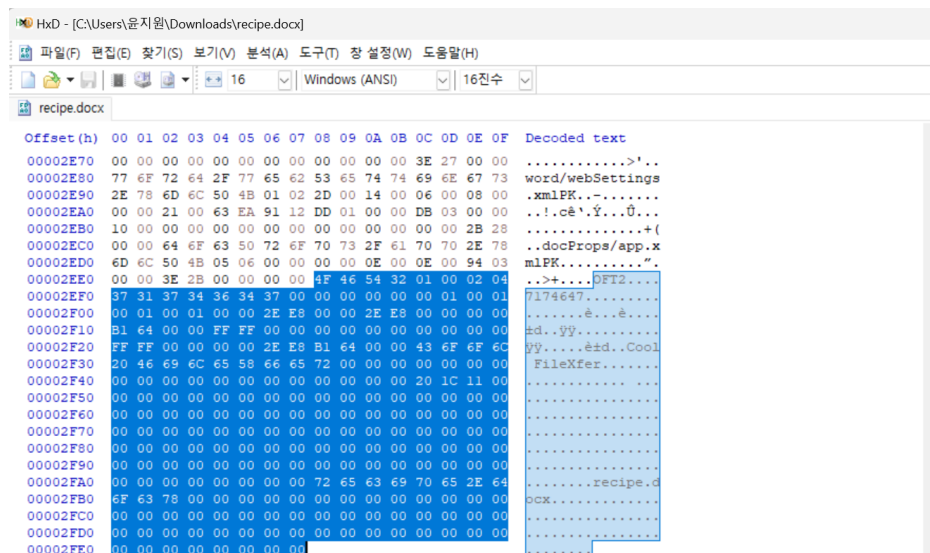 HxD - [C:\Users\윤지원\Downloads\recipe.docx]
파일(F) 편집(E) 찾기(S) 보기(V) 분석(A) 도구(T) 창 설정(W) 도움말(H)
16 Windows (ANSI) 16진수
recipe.docx
Offset(h) 00 01 02 03 04 05 06 07 08 09 0A 0B 0C 0D 0E 0F Decoded text
00002E70 00 00 00 00 00 00 00 00 00 00 00 00 3E 27 00 00 ............>'..
00002E80 77 6F 72 64 2F 77 65 62 53 65 74 74 69 6E 67 73 word/webSettings
00002E90 2E 78 6D 6C 50 4B 01 02 2D 00 14 00 06 00 08 00 .xmlPK..-.......
00002EA0 00 00 21 00 63 EA 91 12 DD 01 00 00 DB 03 00 00 ..!.cê‘.Ý...Û...
00002EB0 10 00 00 00 00 00 00 00 00 00 00 00 00 00 2B 28 ..............+(
00002EC0 00 00 64 6F 63 50 72 6F 70 73 2F 61 70 70 2E 78 ..docProps/app.x
00002ED0 6D 6C 50 4B 05 06 00 00 00 00 0E 00 0E 00 94 03 mlPK..........”.
00002EE0 00 00 3E 2B 00 00 00 00 4F 46 54 32 01 00 02 04 ..>+....OFT2....
00002EF0 37 31 37 34 36 34 37 00 00 00 00 00 00 01 00 01 7174647.........
00002F00 00 01 00 01 00 00 2E E8 00 00 2E E8 00 00 00 00 .......è...è....
00002F10 B1 64 00 00 FF FF 00 00 00 00 00 00 00 00 00 00 ±d..ÿÿ..........
00002F20 FF FF 00 00 00 00 2E E8 B1 64 00 00 43 6F 6F 6C ÿÿ.....è±d..Cool
00002F30 20 46 69 6C 65 58 66 65 72 00 00 00 00 00 00 00 FileXfer.......
00002F40 00 00 00 00 00 00 00 00 00 00 00 00 20 1C 11 00 ............ ...
00002F50 00 00 00 00 00 00 00 00 00 00 00 00 00 00 00 00 ................
00002F60 00 00 00 00 00 00 00 00 00 00 00 00 00 00 00 00 ................
00002F70 00 00 00 00 00 00 00 00 00 00 00 00 00 00 00 00 ................
00002F80 00 00 00 00 00 00 00 00 00 00 00 00 00 00 00 00 ................
00002F90 00 00 00 00 00 00 00 00 00 00 00 00 00 00 00 00 ................
00002FA0 00 00 00 00 00 00 00 00 72 65 63 69 70 65 2E 64 ........recipe.d
00002FB0 6F 63 78 00 00 00 00 00 00 00 00 00 00 00 00 00 ocx.............
00002FC0 00 00 00 00 00 00 00 00 00 00 00 00 00 00 00 00 ................
00002FD0 00 00 00 00 00 00 00 00 00 00 00 00 00 00 00 00 ................
00002FE0 00 00 00 00 00 00 00 00 ........